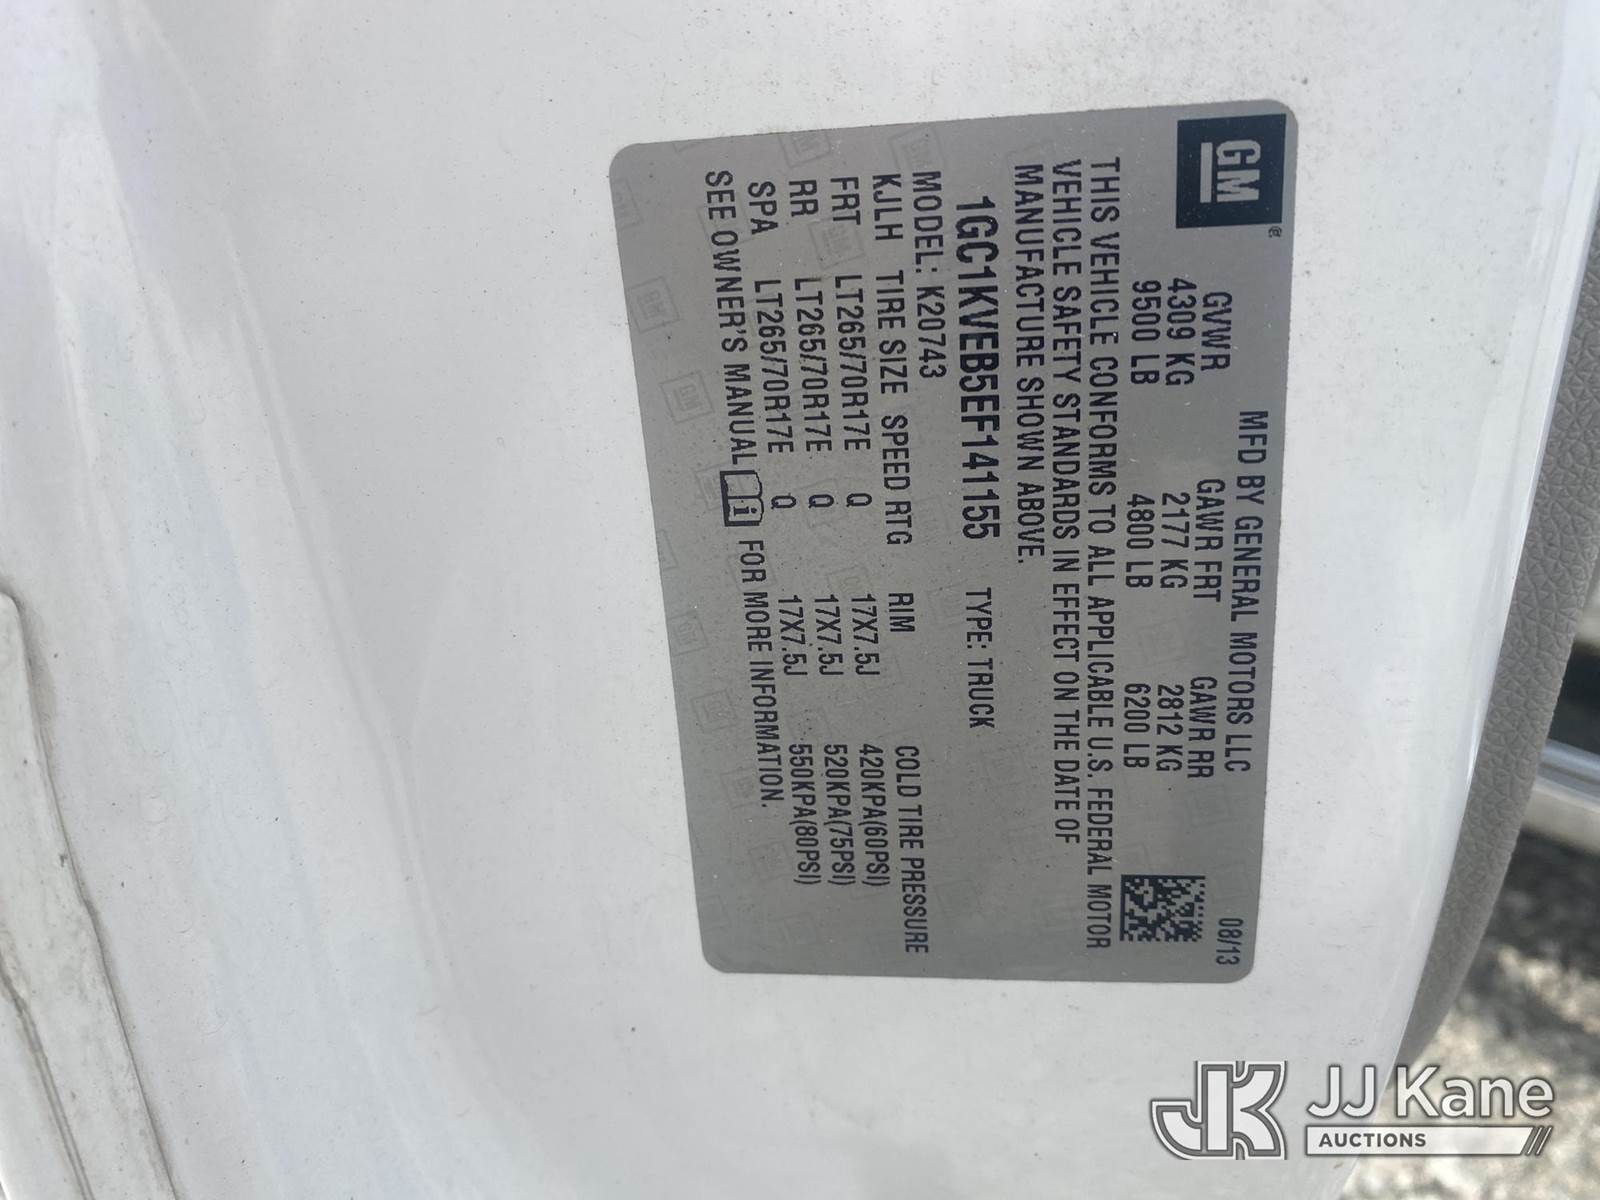 GM®
MFD BY GENERAL MOTORS LLC 08/13
GVWR GAWR FRT GAWR RR
4309 KG 2177 KG 2812 KG
9500 LB 4800 LB 6200 LB
THIS VEHICLE CONFORMS TO ALL APPLICABLE U.S. FEDERAL MOTOR
VEHICLE SAFETY STANDARDS IN EFFECT ON THE DATE OF
MANUFACTURE SHOWN ABOVE.
1GC1KVEB5EF141155 TYPE: TRUCK
MODEL: K20743
KJLH TIRE SIZE SPEED RTG RIM COLD TIRE PRESSURE
FRT LT265/70R17E Q 17X7.5J 420KPA(60PSI)
RR LT265/70R17E Q 17X7.5J 520KPA(75PSI)
SPA LT265/70R17E Q 17X7.5J 550KPA(80PSI)
SEE OWNER'S MANUAL i FOR MORE INFORMATION.
JK JJ Kane
AUCTIONS